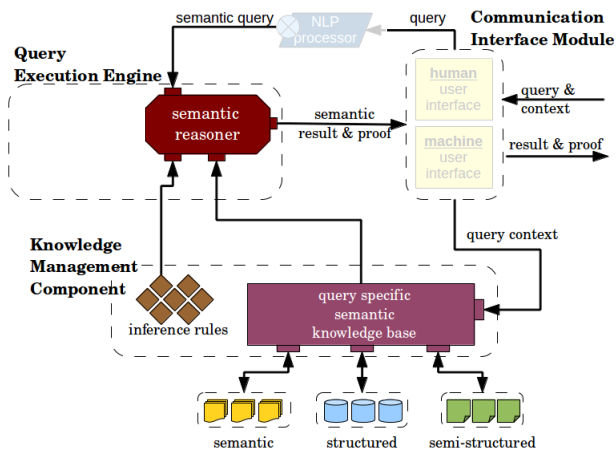 semantic query
NLP
processor
query
Communication
Interface Module
Query
Execution Engine
semantic
reasoner
semantic
result & proof
human
user
interface
machine
user
interface
query &
context
result & proof
query context
Knowledge
Management
Component
inference rules
query specific
semantic
knowledge base
semantic
structured
semi-structured